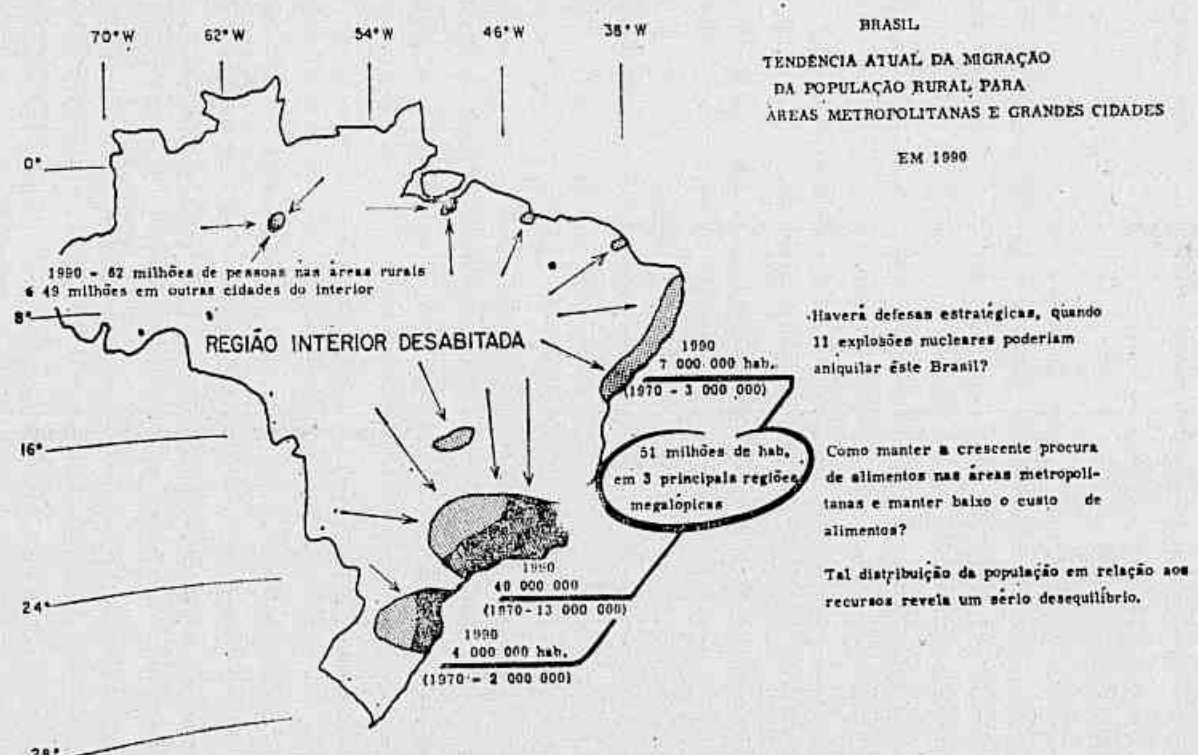 70°W 62° W 54°W 46°W 38°W
BRASIL
TENDÊNCIA ATUAL DA MIGRAÇÃO
DA POPULAÇÃO RURAL PARA
ÀREAS METROPOLITANAS E GRANDES CIDADES
EM 1990
0°
1990 - 62 milhões de pessoas nas áreas rurais
e 49 milhões em outras cidades do interior
8°
REGIÃO INTERIOR DESABITADA
1990
7 000 000 hab.
(1970 - 3 000 000)
Haverá defesas estratégicas, quando
11 explosões nucleares poderiam
aniquilar êste Brasil?
16°
51 milhões de hab.
em 3 principais regiões
megalópicas
Como manter a crescente procura
de alimentos nas áreas metropoli-
tanas e manter baixo o custo de
alimentos?
1990
40 000 000
(1970-13 000 000)
Tal distribuição da população em relação aos
recursos revela um sério desequilíbrio.
24°
1990
4 000 000 hab.
(1970 - 2 000 000)
28°